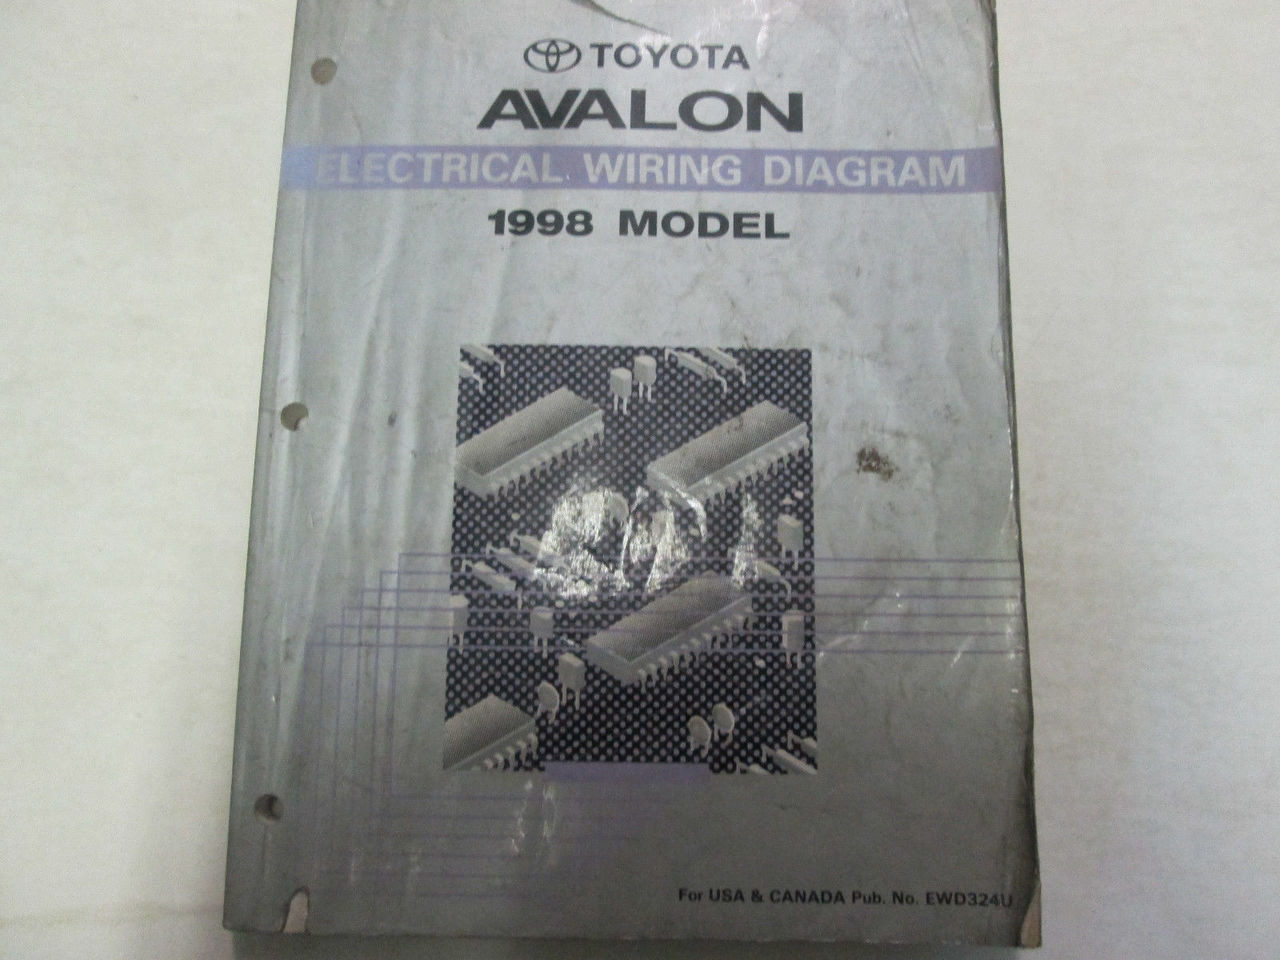 TOYOTA
AVALON
ELECTRICAL WIRING DIAGRAM
1998 MODEL
For USA & CANADA Pub. No. EWD324U